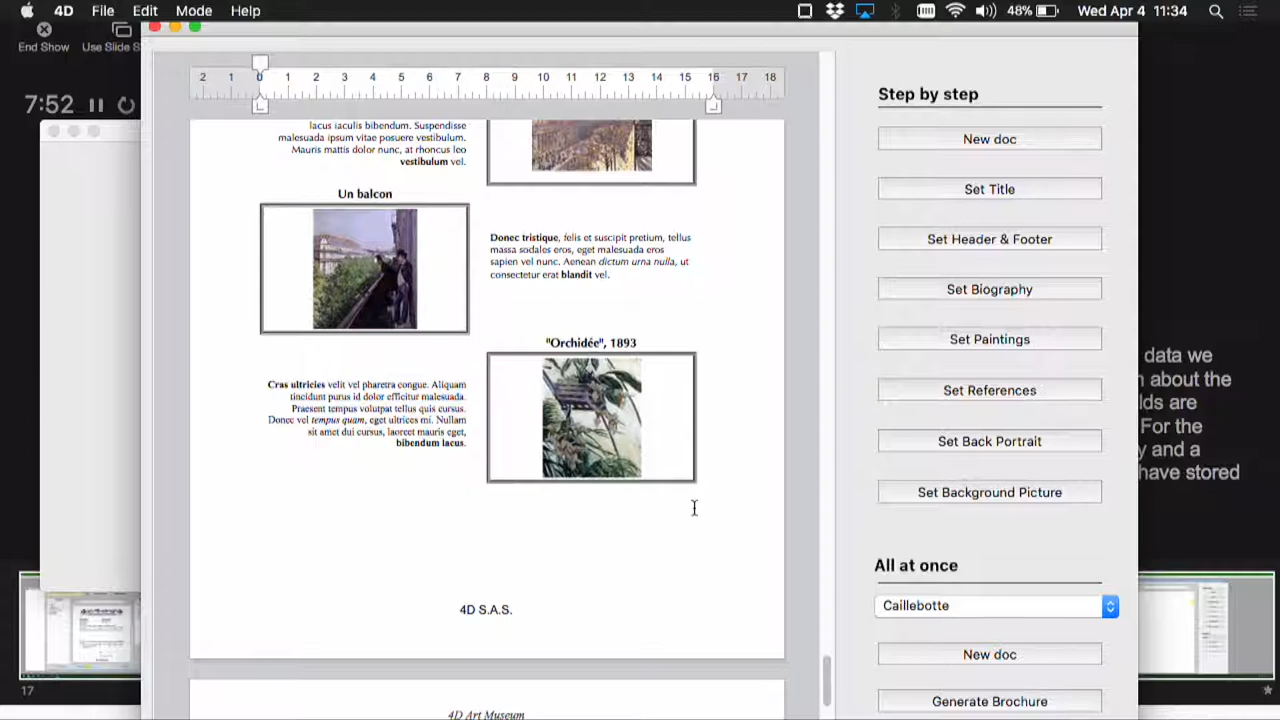 4D File Edit Mode Help
48% Wed Apr 4 11:34
End Show Use Slide S
7:52
2 1 0 1 2 3 4 5 6 7 8 9 10 11 12 13 14 15 16 17 18
lacus iaculis bibendum. Suspendisse
malesuada ipsum vitae posuere vestibulum.
Mauris mattis dolor nunc, at rhoncus leo
vestibulum vel.
Un balcon
Donec tristique, felis et suscipit pretium, tellus
massa sodales eros, eget malesuada eros
sapien vel nunc. Aenean dictum urna nulla, ut
consectetur erat blandit vel.
"Orchidée", 1893
Cras ultricies velit vel pharetra congue. Aliquam
tincidunt purus id dolor efficitur malesuada.
Praesent tempus volutpat tellus quis cursus.
Donec vel tempus quam, eget ultrices mi. Nullam
sit amet dui cursus, laoreet mauris eget,
bibendum lacus.
4D S.A.S.
4D Art Museum
Step by step
New doc
Set Title
Set Header & Footer
Set Biography
Set Paintings
Set References
Set Back Portrait
Set Background Picture
All at once
Caillebotte
New doc
Generate Brochure
data we
about the
lds are
For the
y and a
have stored
17